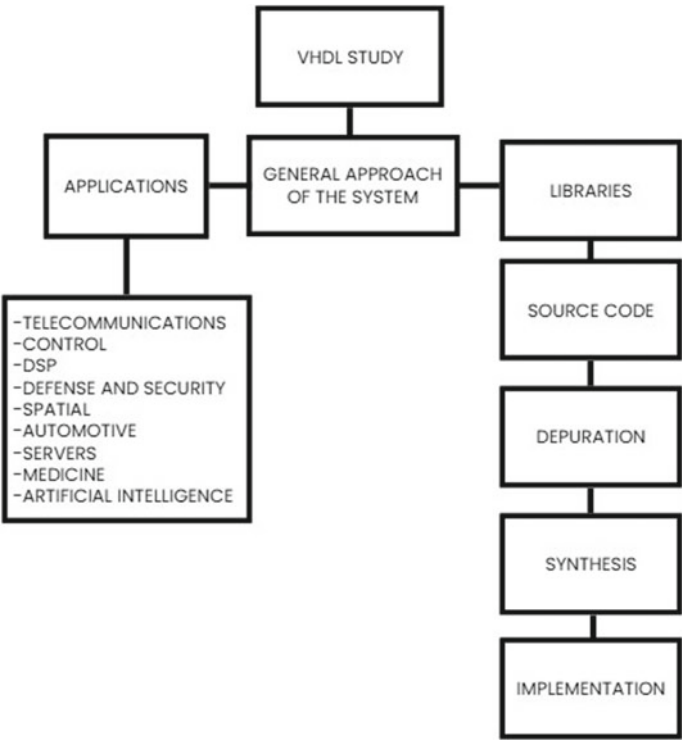 VHDL STUDY
APPLICATIONS
GENERAL APPROACH
OF THE SYSTEM
LIBRARIES
-TELECOMMUNICATIONS
-CONTROL
-DSP
-DEFENSE AND SECURITY
-SPATIAL
-AUTOMOTIVE
-SERVERS
-MEDICINE
-ARTIFICIAL INTELLIGENCE
SOURCE CODE
DEPURATION
SYNTHESIS
IMPLEMENTATION